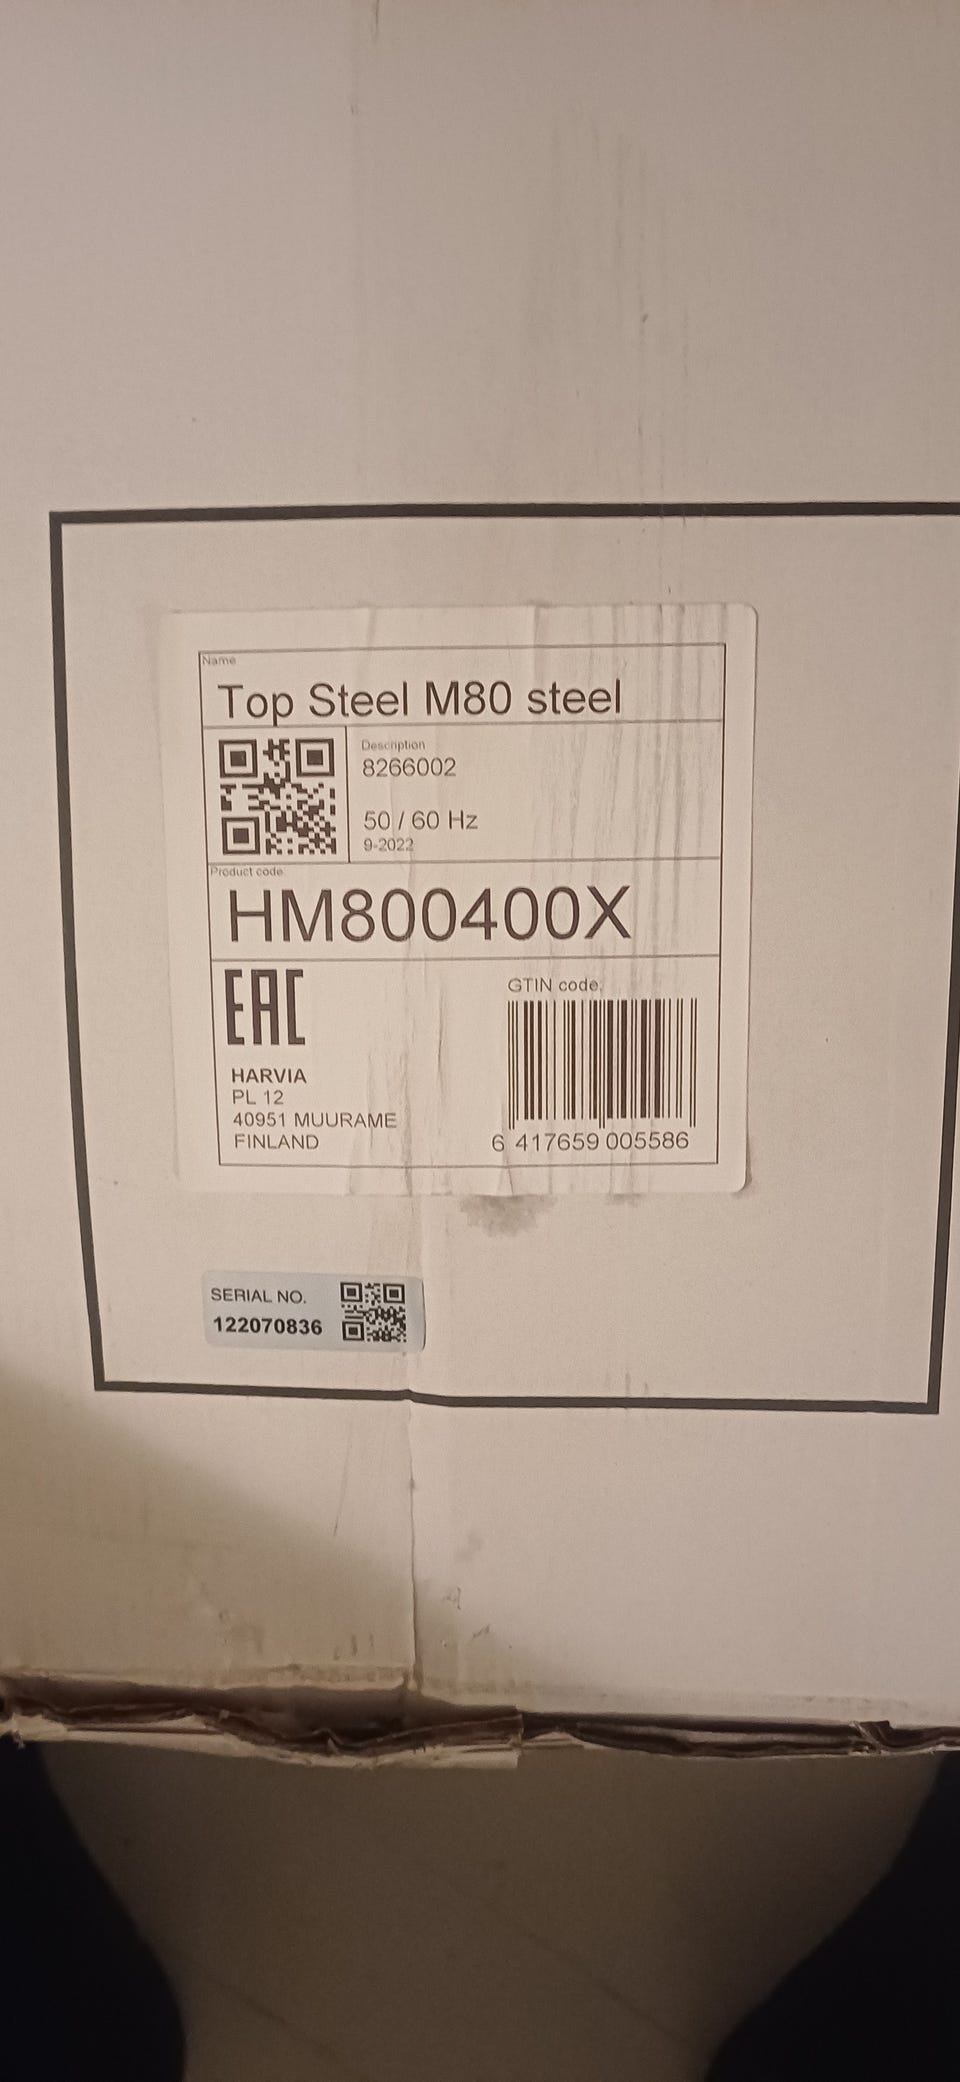 Name
Top Steel M80 steel
Description
8266002
50 / 60 Hz
9-2022
Product code
HM800400X
EAC
GTIN code.
HARVIA
PL 12
40951 MUURAME
FINLAND
6 417659 005586
SERIAL NO.
122070836